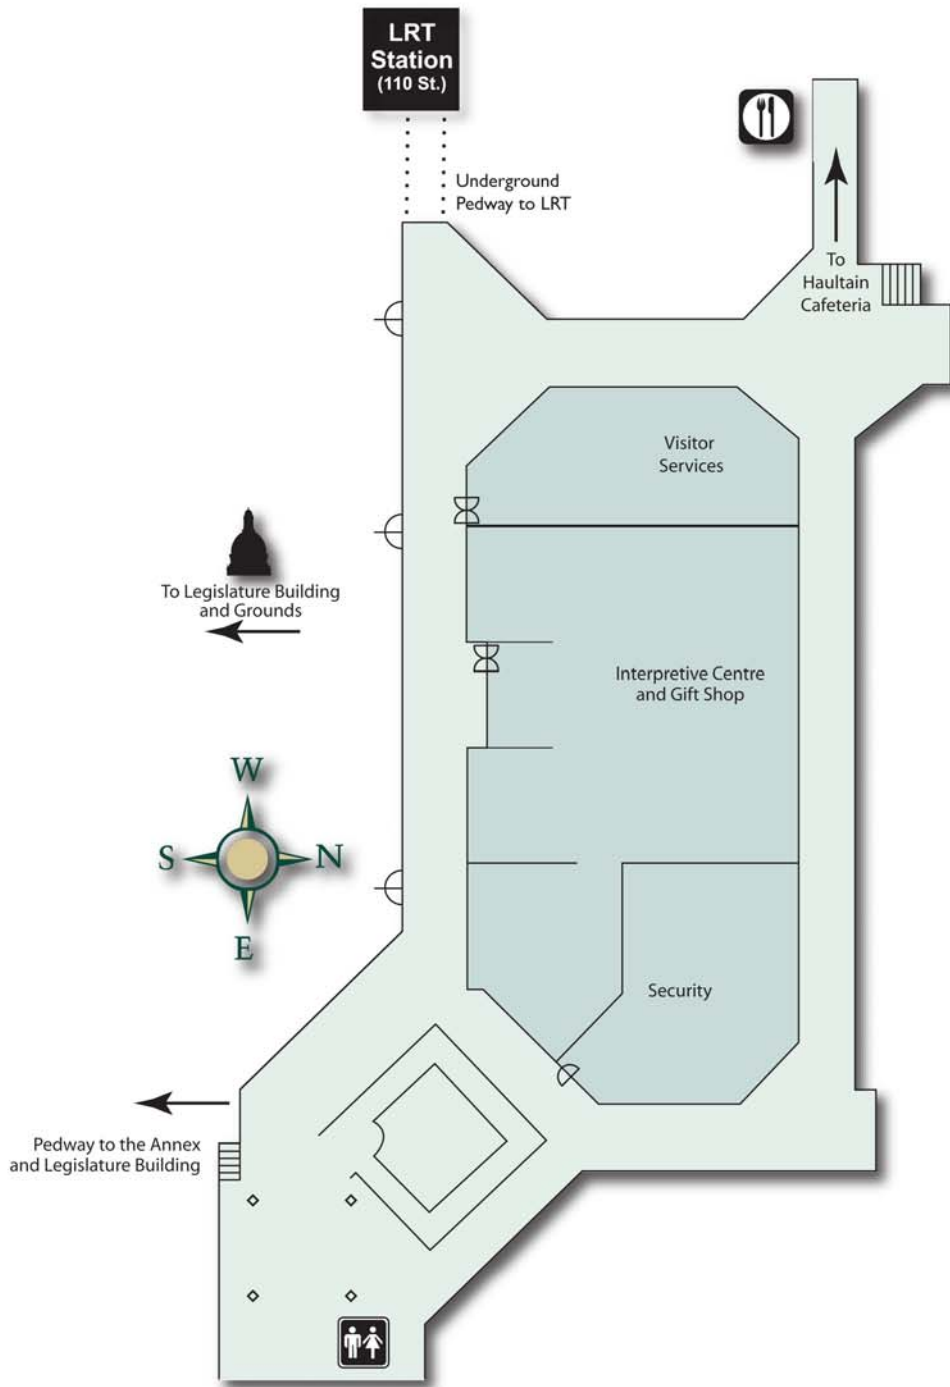 LRT
Station
(110 St.)
Underground
Pedway to LRT
To
Haultain
Cafeteria
Visitor
Services
To Legislature Building
and Grounds
Interpretive Centre
and Gift Shop
W
S
N
E
Security
Pedway to the Annex
and Legislature Building